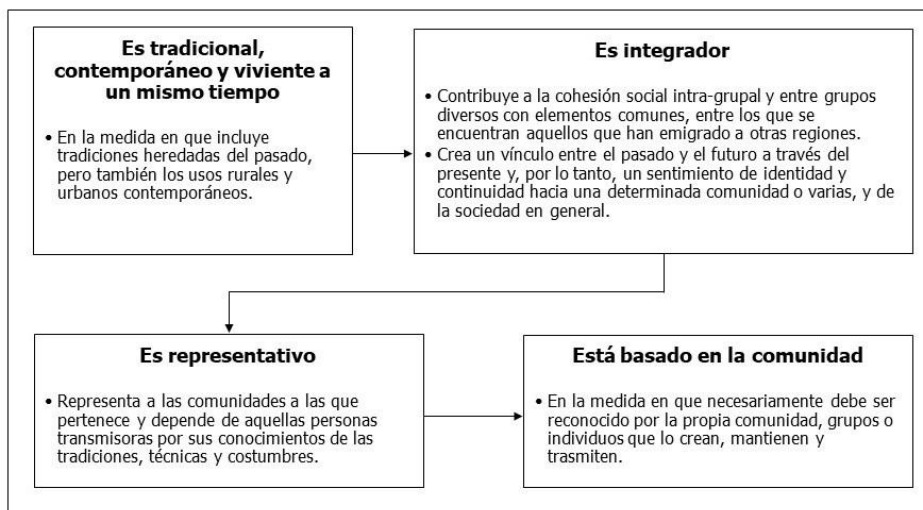 Es tradicional,
contemporáneo y viviente a
un mismo tiempo
• En la medida en que incluye
tradiciones heredadas del pasado,
pero también los usos rurales y
urbanos contemporáneos.
Es integrador
• Contribuye a la cohesión social intra-grupal y entre grupos
diversos con elementos comunes, entre los que se
encuentran aquellos que han emigrado a otras regiones.
• Crea un vínculo entre el pasado y el futuro a través del
presente y, por lo tanto, un sentimiento de identidad y
continuidad hacia una determinada comunidad o varias, y de
la sociedad en general.
Es representativo
• Representa a las comunidades a las que
pertenece y depende de aquellas personas
transmisoras por sus conocimientos de las
tradiciones, técnicas y costumbres.
Está basado en la comunidad
• En la medida en que necesariamente debe ser
reconocido por la propia comunidad, grupos o
individuos que lo crean, mantienen y
trasmiten.